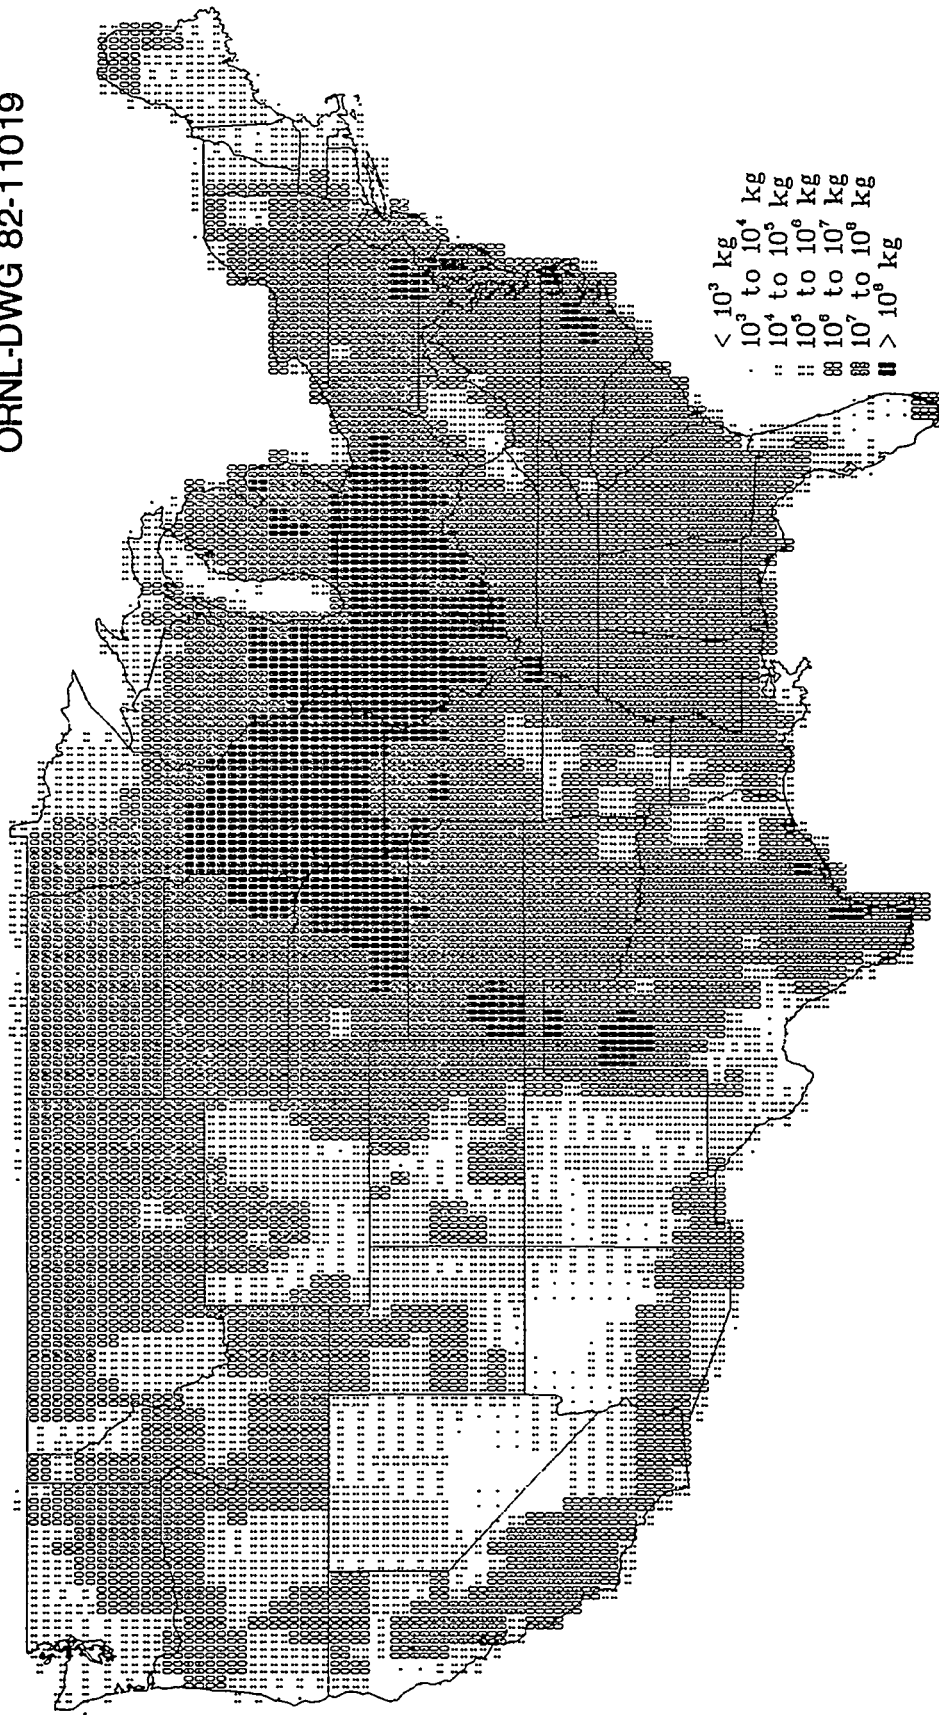 ORNL-DWG 82-11019
< 10³ kg
10³ to 10⁴ kg
10⁴ to 10⁵ kg
10⁵ to 10⁶ kg
10⁶ to 10⁷ kg
10⁷ to 10⁸ kg
> 10⁸ kg